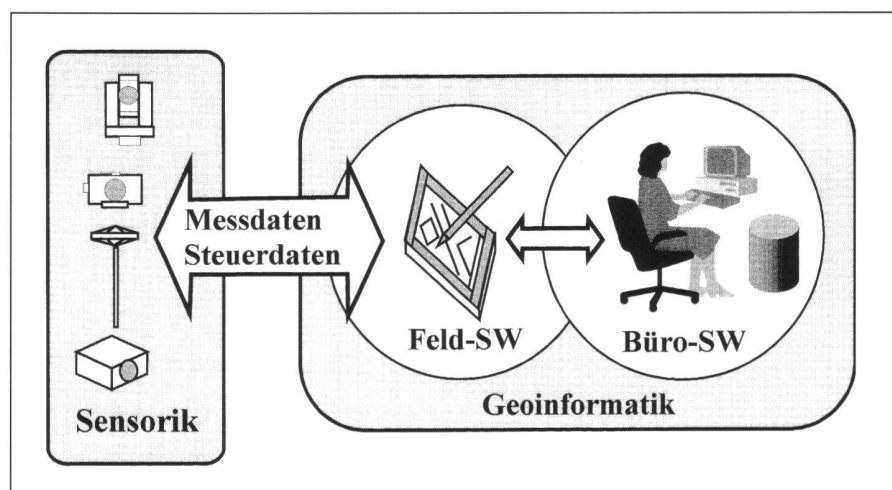 Messdaten
Steuerdaten
Feld-SW
Büro-SW
Sensorik
Geoinformatik